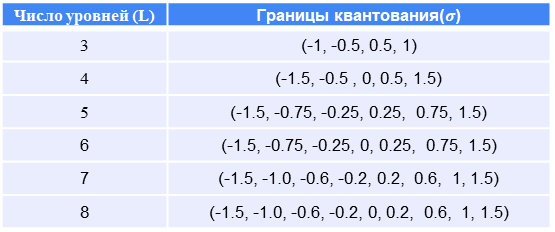 Число уровней (L) Границы квантования(σ)
3 (-1, -0.5, 0.5, 1)
4 (-1.5, -0.5 , 0, 0.5, 1.5)
5 (-1.5, -0.75, -0.25, 0.25, 0.75, 1.5)
6 (-1.5, -0.75, -0.25, 0, 0.25, 0.75, 1.5)
7 (-1.5, -1.0, -0.6, -0.2, 0.2, 0.6, 1, 1.5)
8 (-1.5, -1.0, -0.6, -0.2, 0, 0.2, 0.6, 1, 1.5)